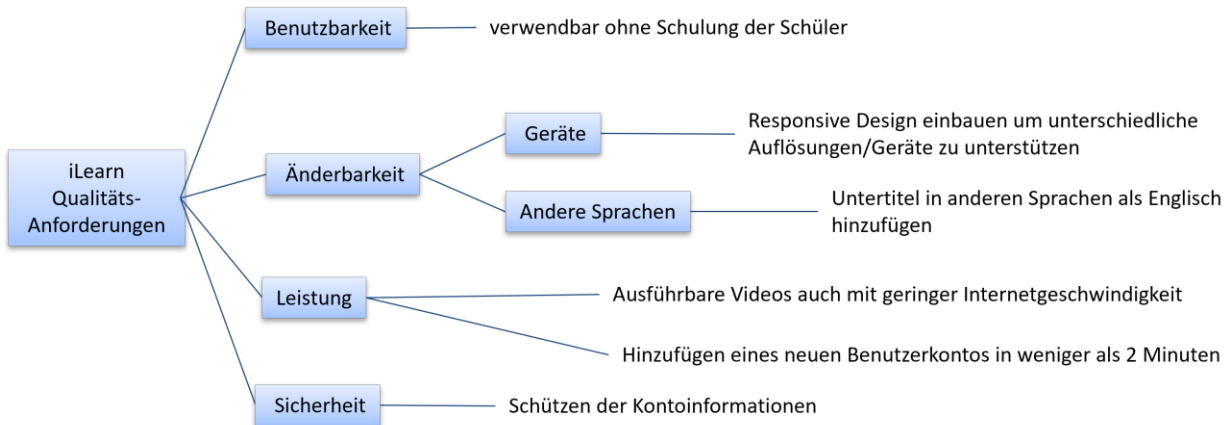 Benutzbarkeit
verwendbar ohne Schulung der Schüler
iLearn
Qualitäts-
Anforderungen
Änderbarkeit
Geräte
Responsive Design einbauen um unterschiedliche
Auflösungen/Geräte zu unterstützen
Andere Sprachen
Untertitel in anderen Sprachen als Englisch
hinzufügen
Leistung
Ausführbare Videos auch mit geringer Internetgeschwindigkeit
Hinzufügen eines neuen Benutzerkontos in weniger als 2 Minuten
Sicherheit
Schützen der Kontoinformationen